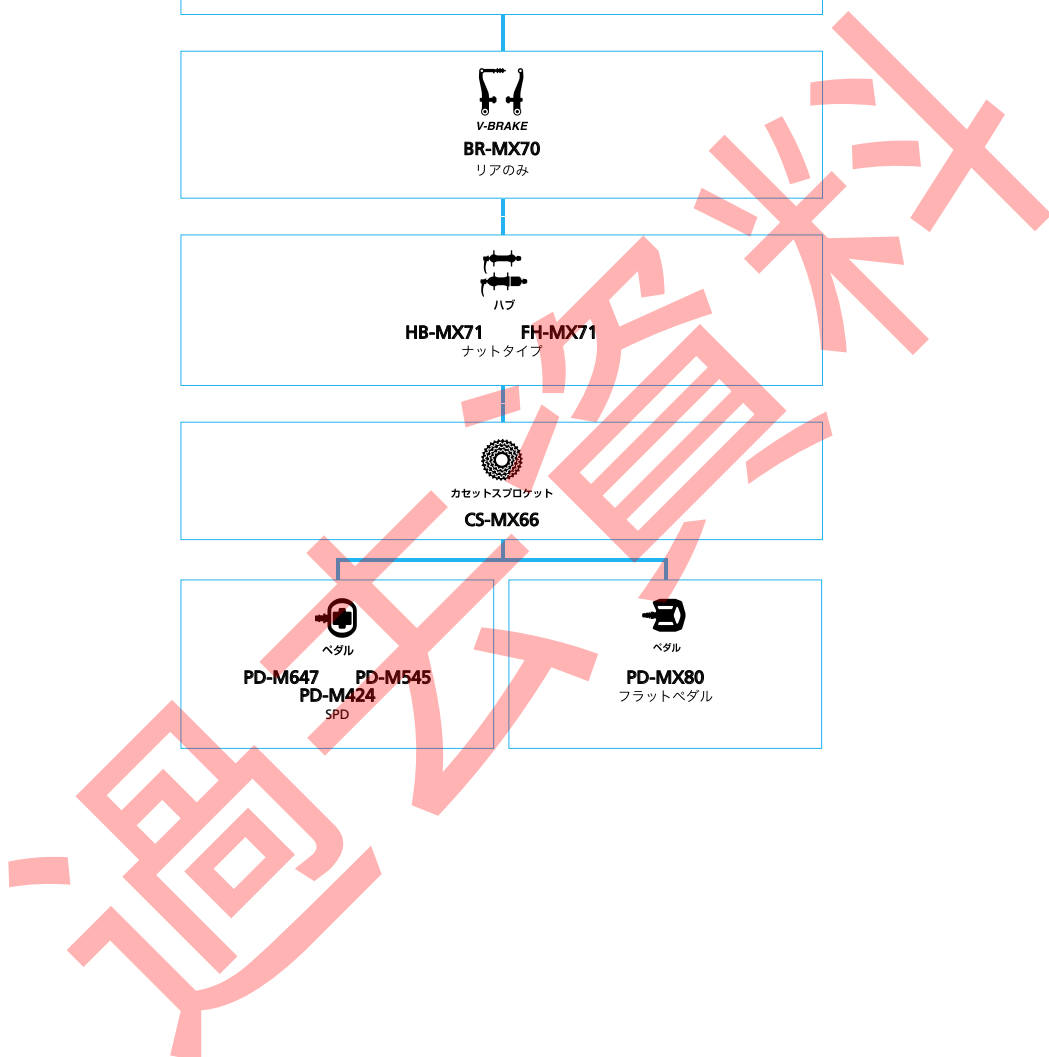 V-BRAKE
BR-MX70
リアのみ
ハブ
HB-MX71 FH-MX71
ナットタイプ
カセットスプロケット
CS-MX66
ペダル
PD-M647 PD-M545
PD-M424
SPD
ペダル
PD-MX80
フラットペダル
過去資料